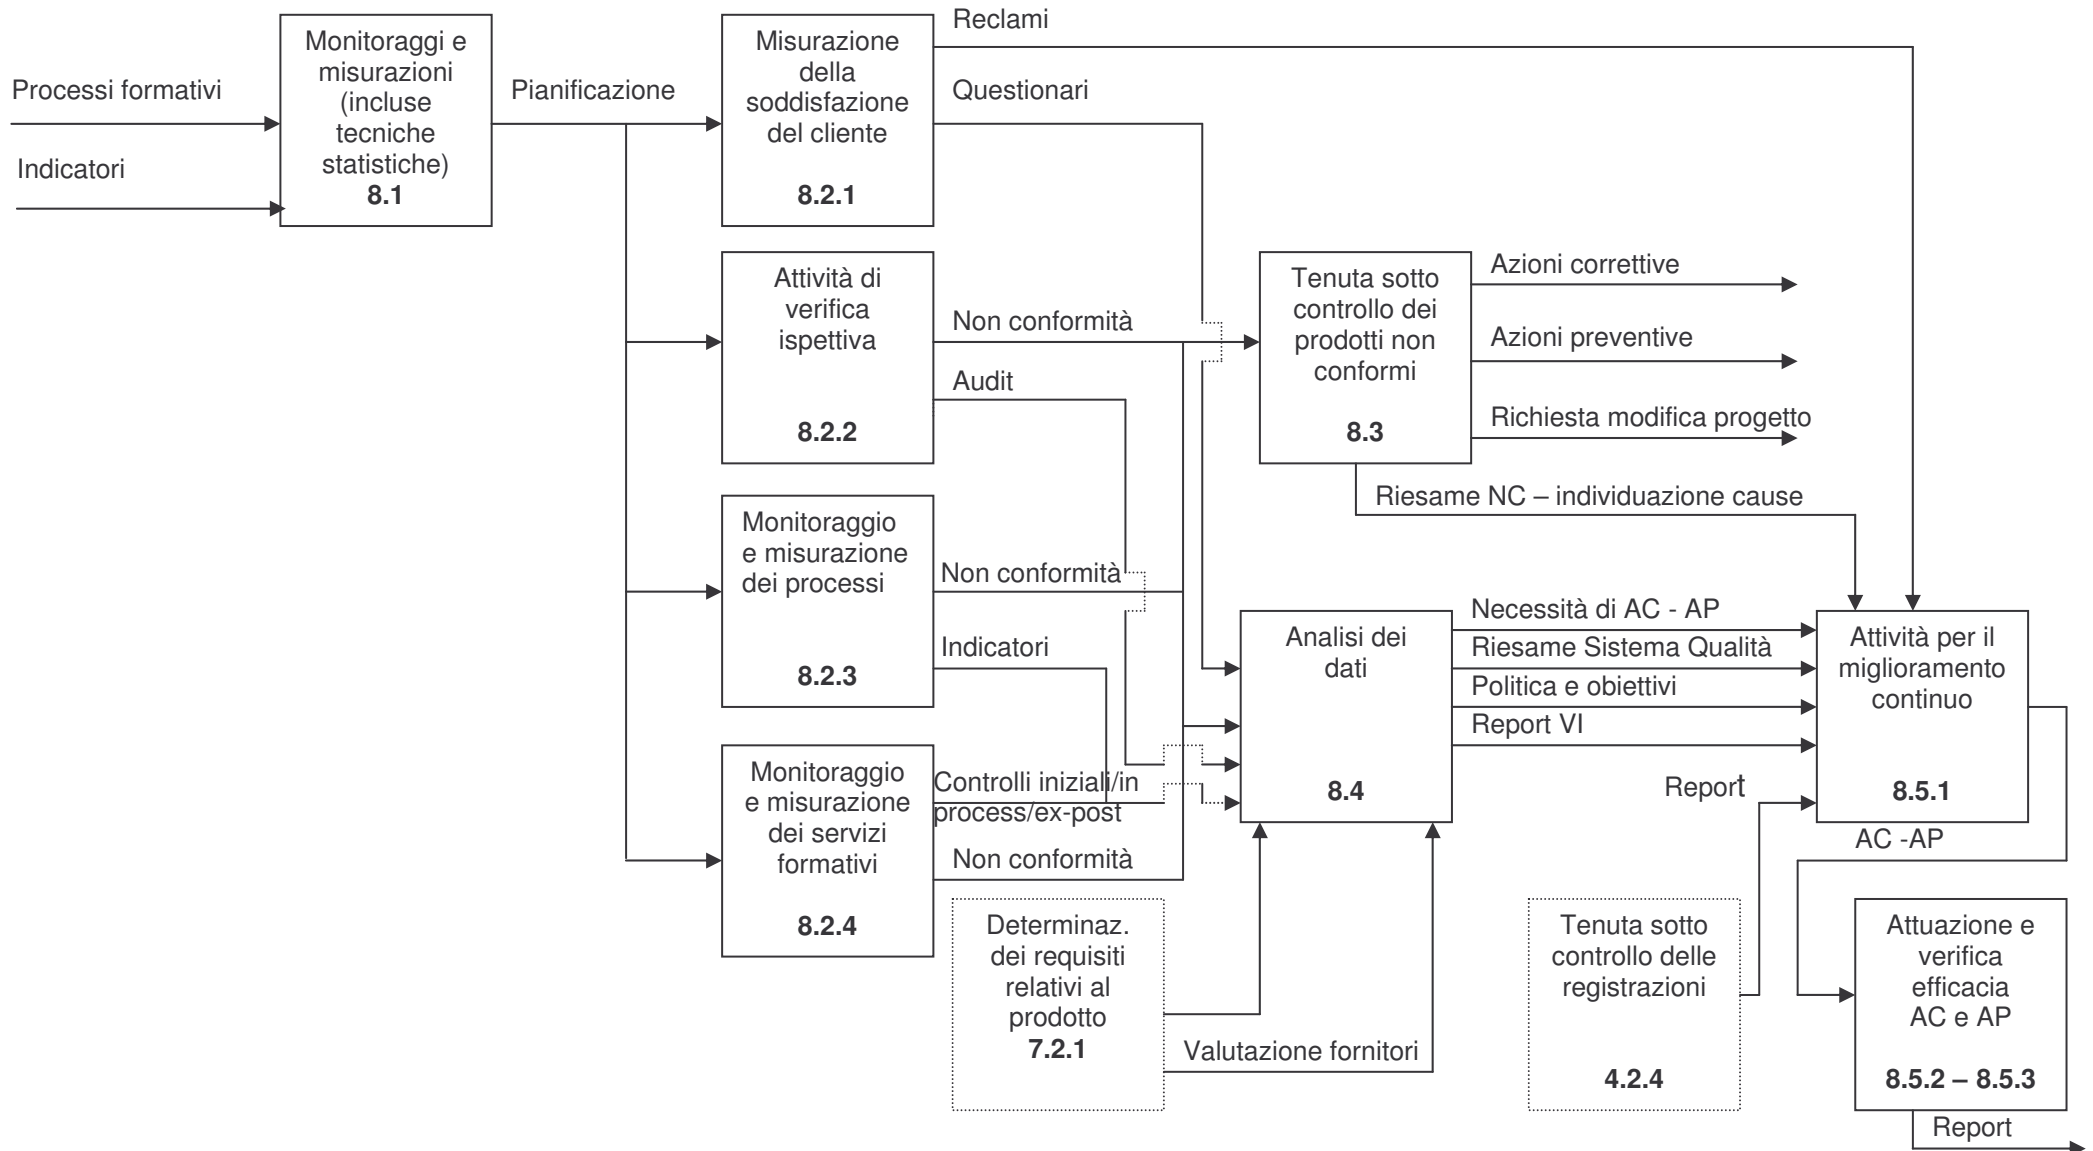 Processi formativi
Indicatori
Monitoraggi e
misurazioni
(incluse
tecniche
statistiche)
8.1
Pianificazione
Misurazione
della
soddisfazione
del cliente
8.2.1
Reclami
Questionari
Attività di
verifica
ispettiva
8.2.2
Non conformità
Audit
Tenuta sotto
controllo dei
prodotti non
conformi
8.3
Azioni correttive
Azioni preventive
Richiesta modifica progetto
Riesame NC – individuazione cause
Monitoraggio
e misurazione
dei processi
8.2.3
Non conformità
Indicatori
Monitoraggio
e misurazione
dei servizi
formativi
8.2.4
Controlli iniziali/in
process/ex-post
Non conformità
Analisi dei
dati
8.4
Necessità di AC - AP
Riesame Sistema Qualità
Politica e obiettivi
Report VI
Report
Attività per il
miglioramento
continuo
8.5.1
AC -AP
Determinaz.
dei requisiti
relativi al
prodotto
7.2.1
Valutazione fornitori
Tenuta sotto
controllo delle
registrazioni
4.2.4
Attuazione e
verifica
efficacia
AC e AP
8.5.2 – 8.5.3
Report